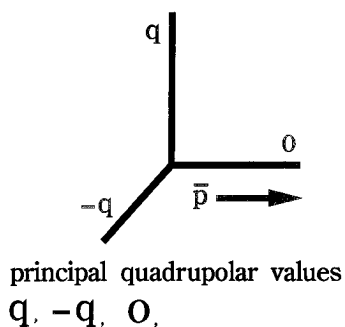 q
0
-q
p̄
principal quadrupolar values
q, -q, 0,